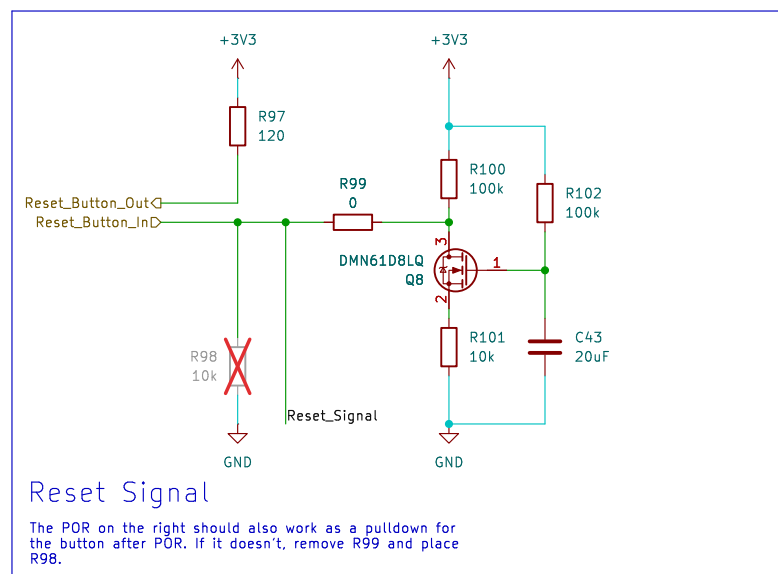 +3V3
+3V3
R97
120
R100
100k
R99
0
R102
100k
Reset_Button_Out
Reset_Button_In
3
DMN61D8LQ
Q8
1
2
R98
10k
R101
10k
C43
20uF
Reset_Signal
GND
GND
Reset Signal
The POR on the right should also work as a pulldown for
the button after POR. If it doesn't, remove R99 and place
R98.